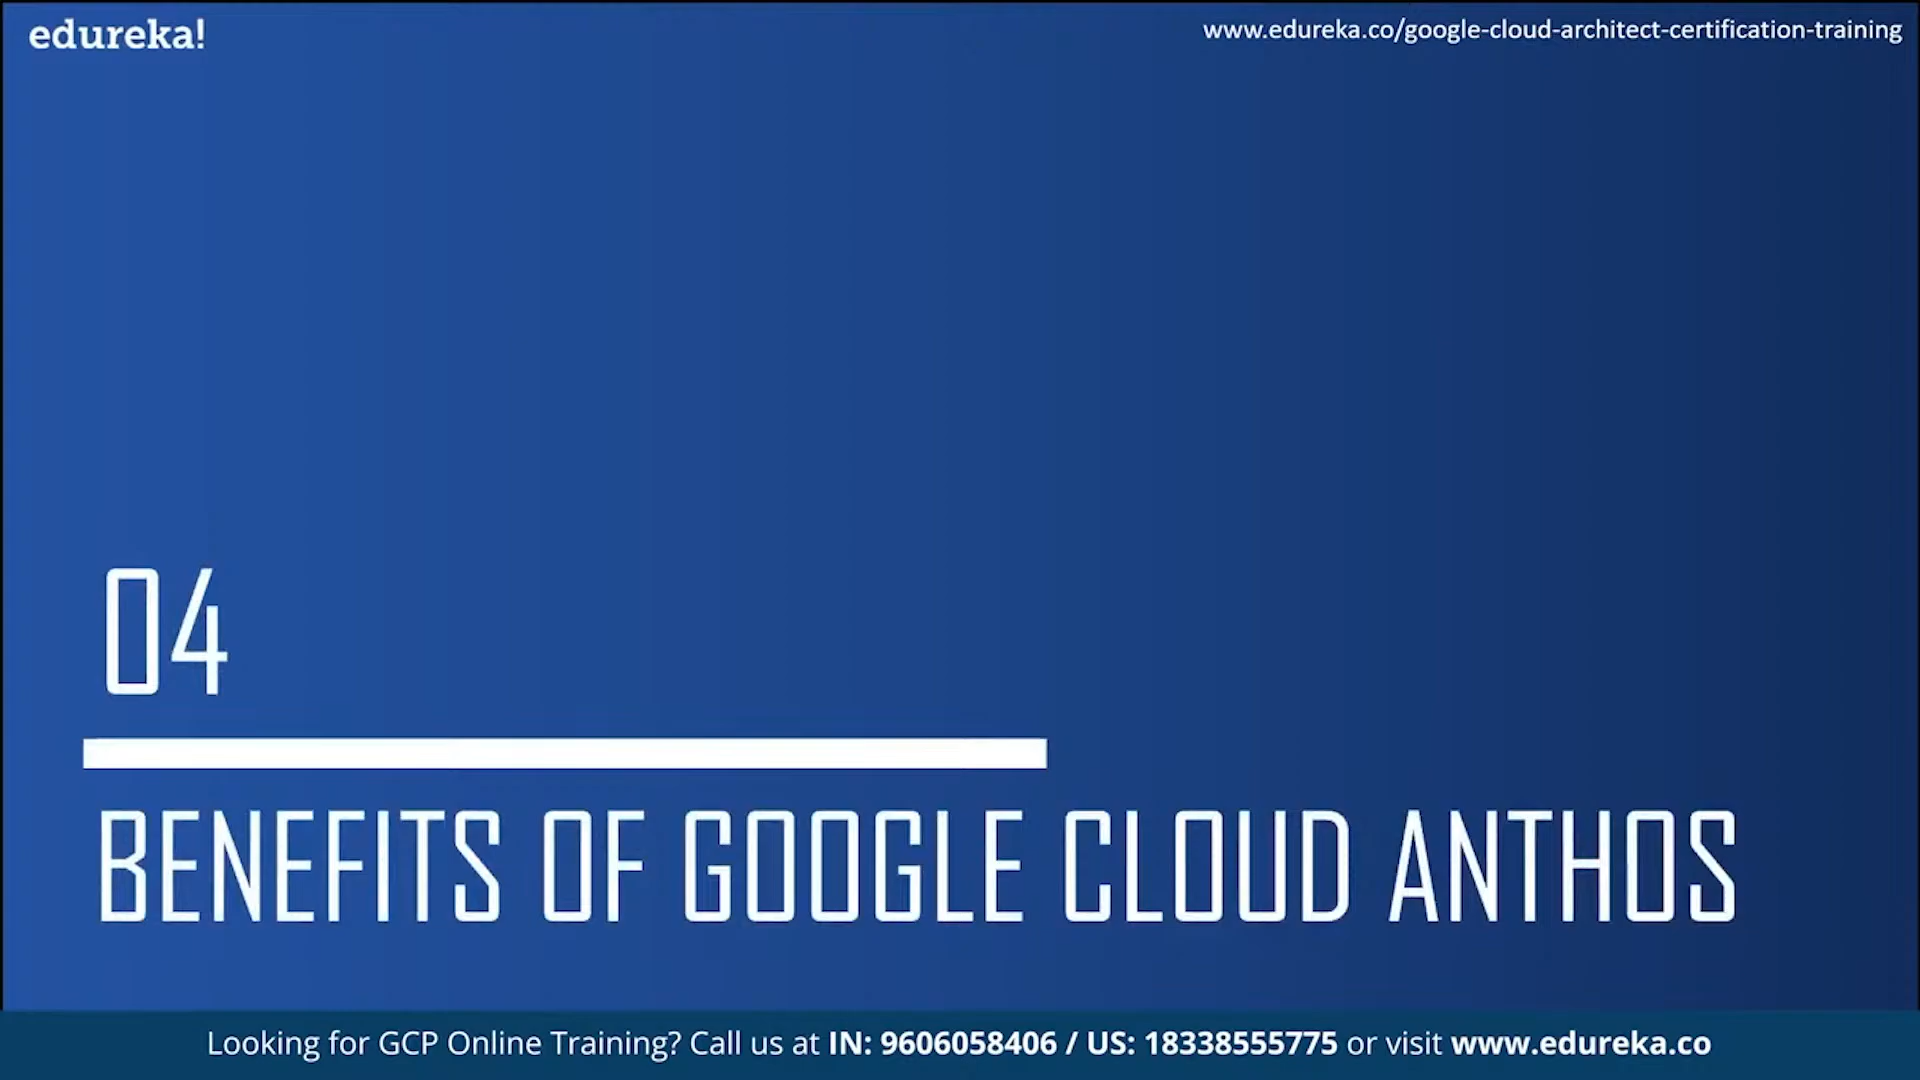 edureka!
www.edureka.co/google-cloud-architect-certification-training
04
BENEFITS OF GOOGLE CLOUD ANTHOS
Looking for GCP Online Training? Call us at IN: 9606058406 / US: 18338555775 or visit www.edureka.co